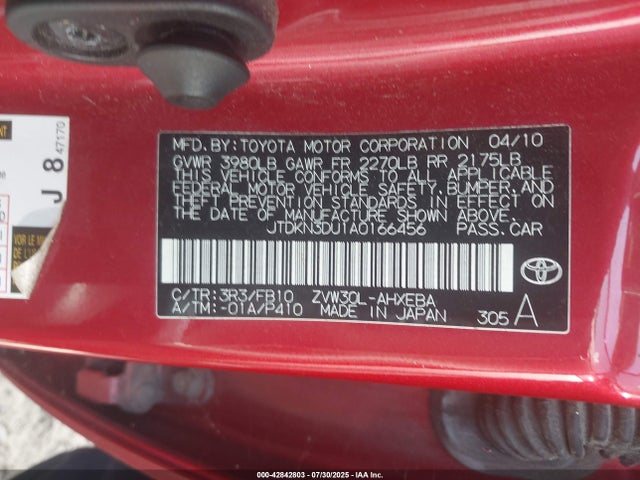 MFD.BY:TOYOTA MOTOR CORPORATION 04/10
GVWR 3980LB GAWR FR 2270LB RR 2175LB
THIS VEHICLE CONFORMS TO ALL APPLICABLE
FEDERAL MOTOR VEHICLE SAFETY, BUMPER, AND
THEFT PREVENTION STANDARDS IN EFFECT ON
THE DATE OF MANUFACTURE SHOWN ABOVE.
JTDKN3DU1A0166456 PASS.CAR
C/TR:3R3/FB10 ZVW30L-AHXEBA
A/TM:-01A/P410 MADE IN JAPAN 305 A
TOYOTA
J 8
47170
000-42842803 - 07/30/2025 - IAA Inc.